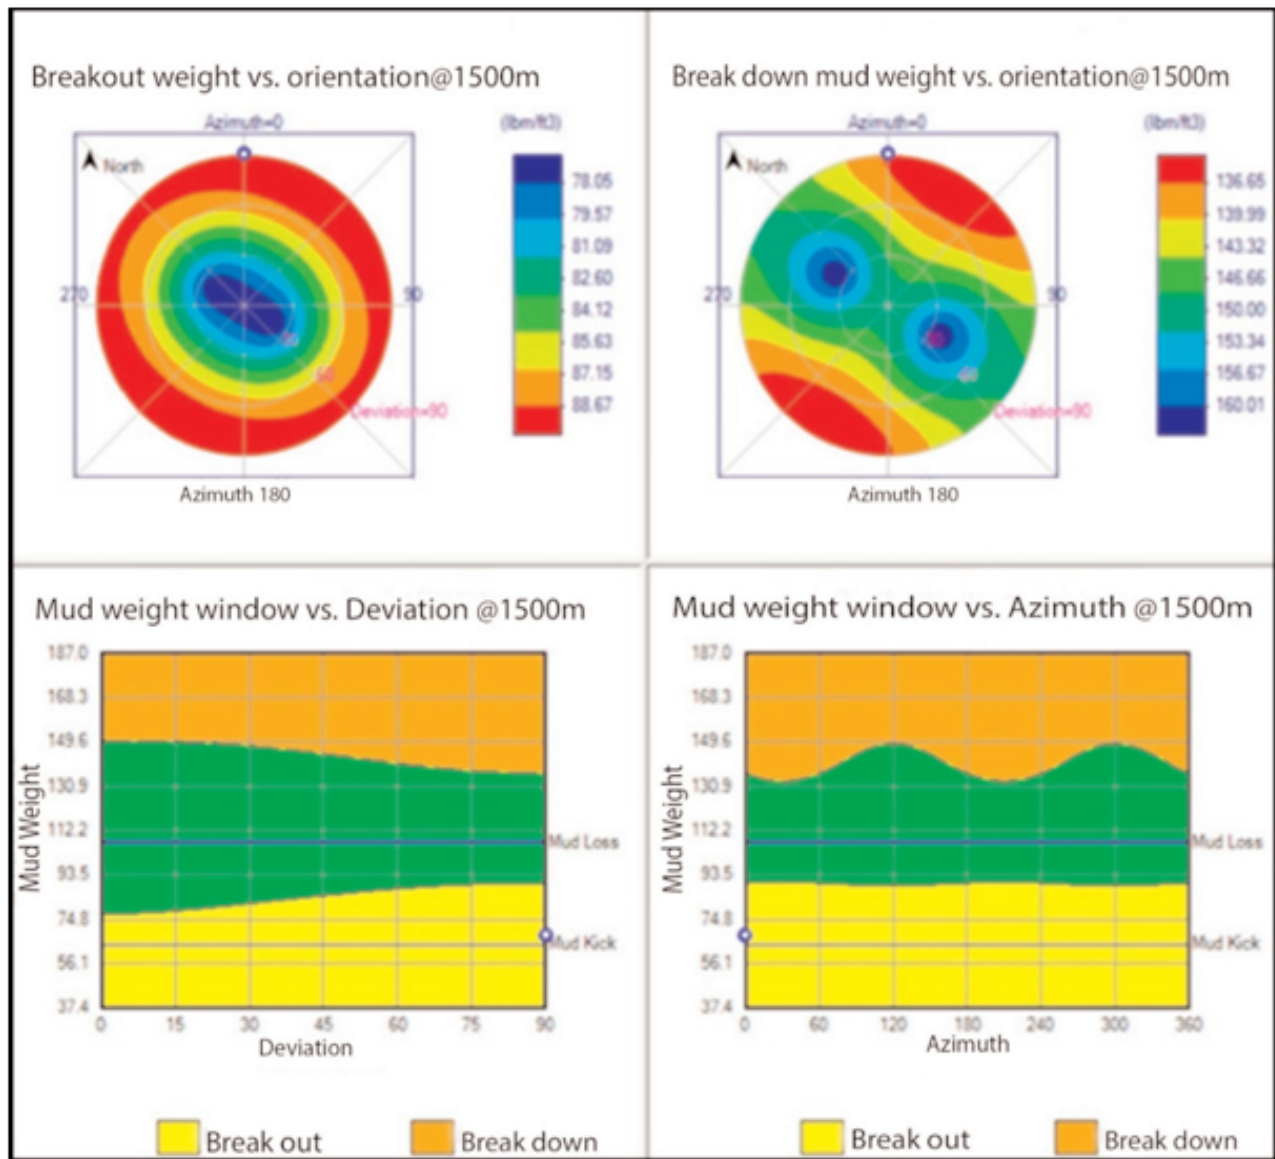 Breakout weight vs. orientation@1500m
Azimuth=0
(lbm/ft3)
North
78.05
79.57
81.09
82.60
84.12
85.63
87.15
88.67
270
90
30
60
Deviation=90
Azimuth 180
Break down mud weight vs. orientation@1500m
Azimuth=0
(lbm/ft3)
North
136.65
139.99
143.32
146.66
150.00
153.34
156.67
160.01
270
90
30
60
Deviation=90
Azimuth 180
Mud weight window vs. Deviation @1500m
Mud Weight
187.0
168.3
149.6
130.9
112.2
93.5
74.8
56.1
37.4
Mud Loss
Mud Kick
0 15 30 45 60 75 90
Deviation
Break out
Break down
Mud weight window vs. Azimuth @1500m
Mud Weight
187.0
168.3
149.6
130.9
112.2
93.5
74.8
56.1
37.4
Mud Loss
Mud Kick
0 60 120 180 240 300 360
Azimuth
Break out
Break down